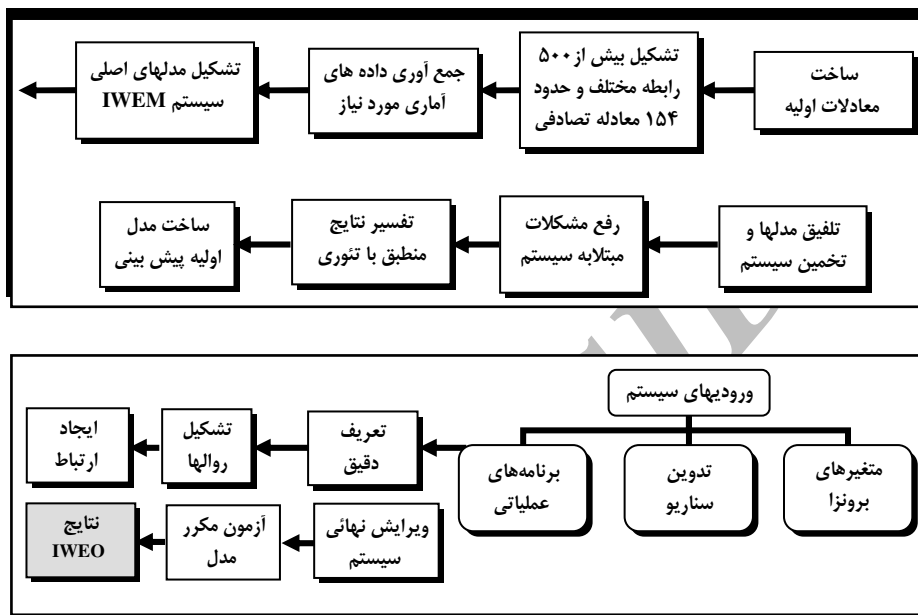 ساخت
معادلات اولیه
تشکیل بیش از ۵۰۰
رابطه مختلف و حدود
۱۵۴ معادله تصادفی
جمع آوری داده های
آماری مورد نیاز
تشکیل مدلهای اصلی
سیستم IWEM
تلفیق مدلها و
تخمین سیستم
رفع مشکلات
مبتلابه سیستم
تفسیر نتایج
منطبق با تئوری
ساخت مدل
اولیه پیش بینی
ورودیهای سیستم
متغیرهای
برونزا
تدوین
سناریو
برنامه‌های
عملیاتی
تعریف
دقیق
تشکیل
روالها
ایجاد
ارتباط
ویرایش نهائی
سیستم
آزمون مکرر
مدل
نتایج
IWEO